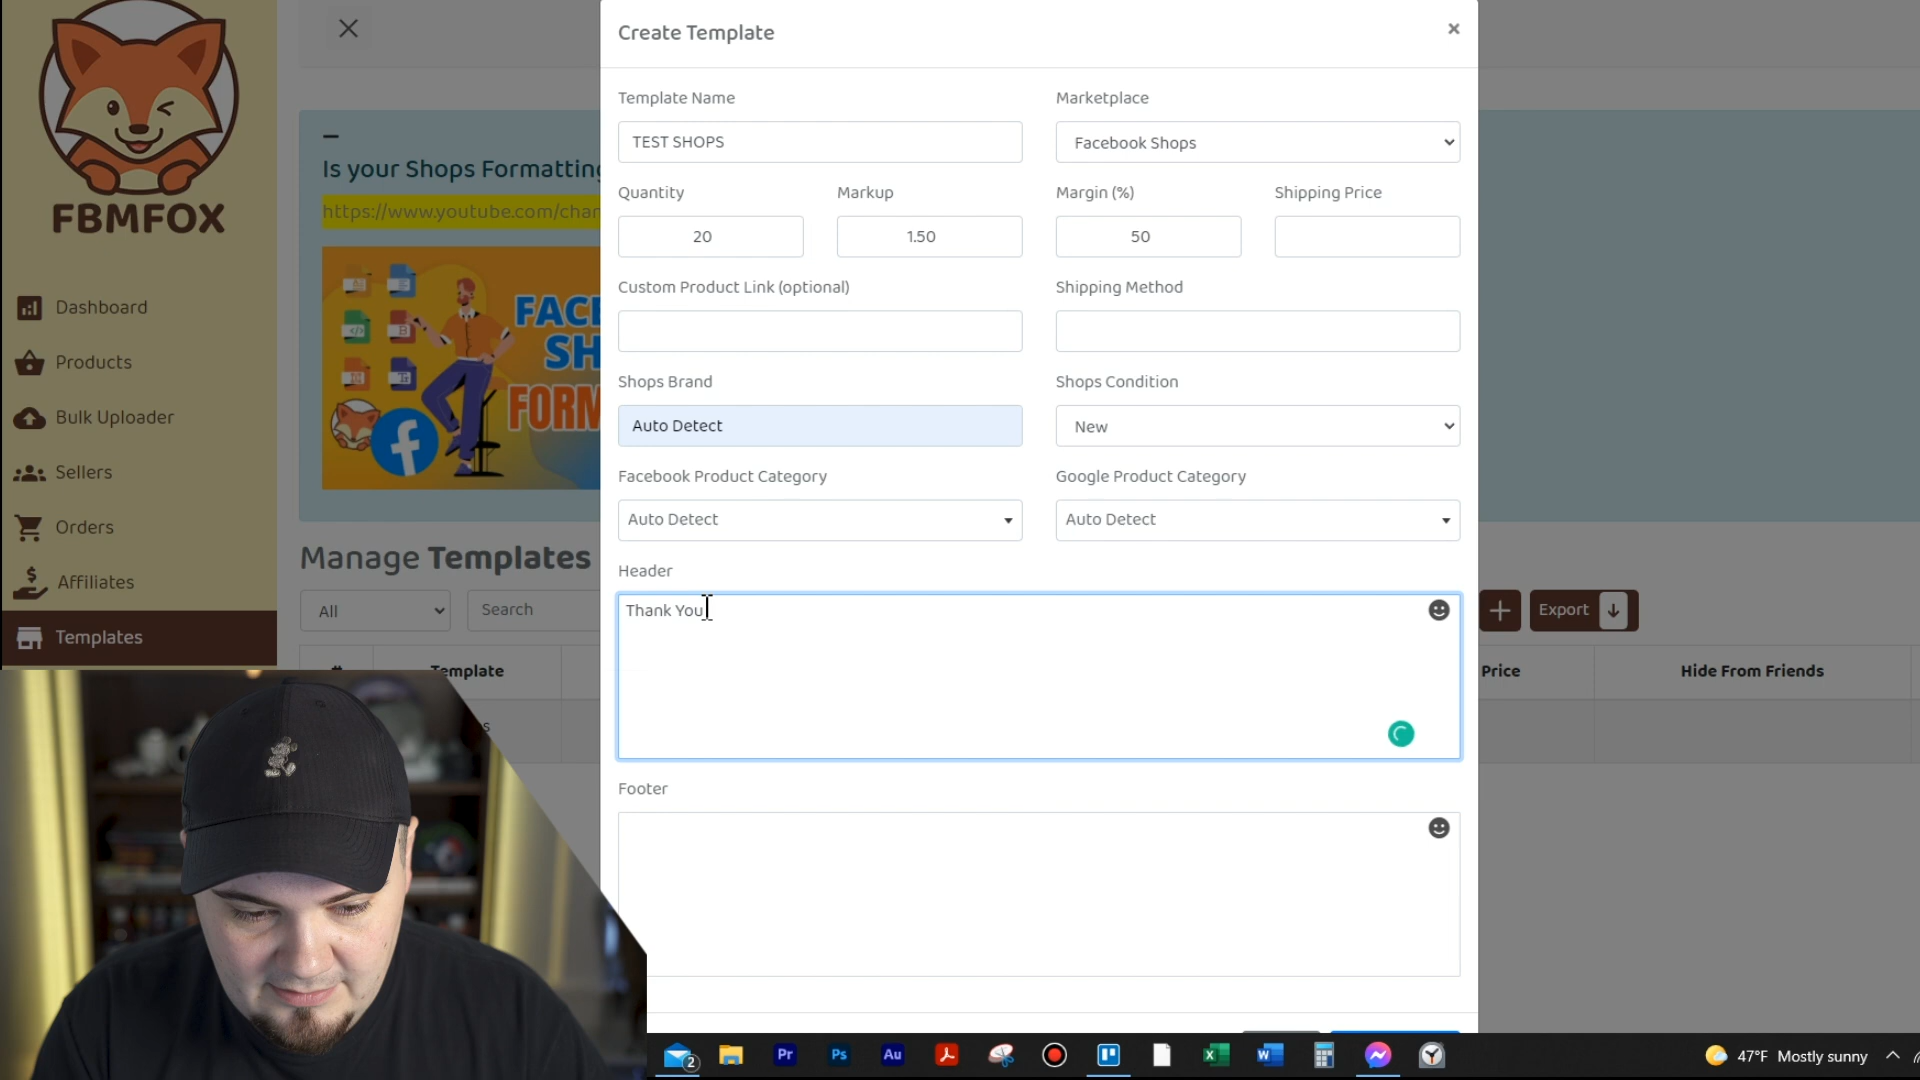 FBMFOX
Dashboard
Products
Bulk Uploader
Sellers
Orders
Affiliates
Templates
Is your Shops Formatting
https://www.youtube.com/char
FACE
SH
FORM
Manage Templates
All
Search
Export
#
Template
Price
Hide From Friends
s
Create Template
×
Template Name
Marketplace
TEST SHOPS
Facebook Shops
Quantity
Markup
Margin (%)
Shipping Price
20
1.50
50
Custom Product Link (optional)
Shipping Method
Shops Brand
Shops Condition
Auto Detect
New
Facebook Product Category
Google Product Category
Auto Detect
Auto Detect
Header
Thank You
Footer
2
Pr
Ps
Au
47°F Mostly sunny